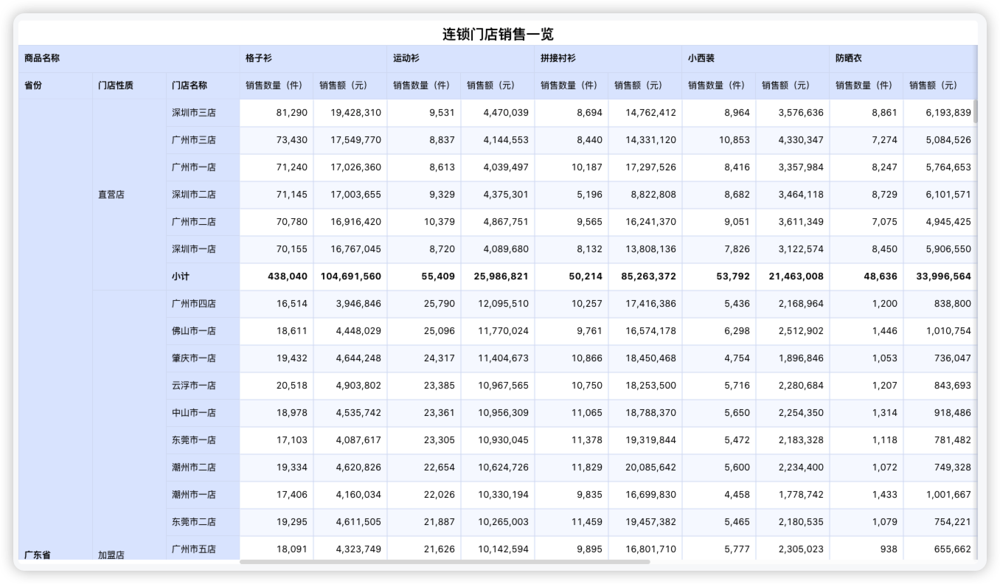 连锁门店销售一览
商品名称 格子衫 运动衫 拼接衬衫 小西装 防晒衣
省份 门店性质 门店名称 销售数量（件） 销售额（元） 销售数量（件） 销售额（元） 销售数量（件） 销售额（元） 销售数量（件） 销售额（元） 销售数量（件） 销售额（元）
深圳市三店 81,290 19,428,310 9,531 4,470,039 8,694 14,762,412 8,964 3,576,636 8,861 6,193,839
广州市三店 73,430 17,549,770 8,837 4,144,553 8,440 14,331,120 10,853 4,330,347 7,274 5,084,526
广州市一店 71,240 17,026,360 8,613 4,039,497 10,187 17,297,526 8,416 3,357,984 8,247 5,764,653
直营店 深圳市二店 71,145 17,003,655 9,329 4,375,301 5,196 8,822,808 8,682 3,464,118 8,729 6,101,571
广州市二店 70,780 16,916,420 10,379 4,867,751 9,565 16,241,370 9,051 3,611,349 7,075 4,945,425
深圳市一店 70,155 16,767,045 8,720 4,089,680 8,132 13,808,136 7,826 3,122,574 8,450 5,906,550
小计 438,040 104,691,560 55,409 25,986,821 50,214 85,263,372 53,792 21,463,008 48,636 33,996,564
广州市四店 16,514 3,946,846 25,790 12,095,510 10,257 17,416,386 5,436 2,168,964 1,200 838,800
佛山市一店 18,611 4,448,029 25,096 11,770,024 9,761 16,574,178 6,298 2,512,902 1,446 1,010,754
肇庆市一店 19,432 4,644,248 24,317 11,404,673 10,866 18,450,468 4,754 1,896,846 1,053 736,047
云浮市一店 20,518 4,903,802 23,385 10,967,565 10,750 18,253,500 5,716 2,280,684 1,207 843,693
中山市一店 18,978 4,535,742 23,361 10,956,309 11,065 18,788,370 5,650 2,254,350 1,314 918,486
东莞市一店 17,103 4,087,617 23,305 10,930,045 11,378 19,319,844 5,472 2,183,328 1,118 781,482
潮州市二店 19,334 4,620,826 22,654 10,624,726 11,829 20,085,642 5,600 2,234,400 1,072 749,328
潮州市一店 17,406 4,160,034 22,026 10,330,194 9,835 16,699,830 4,458 1,778,742 1,433 1,001,667
东莞市二店 19,295 4,611,505 21,887 10,265,003 11,459 19,457,382 5,465 2,180,535 1,079 754,221
广州市五店 18,091 4,323,749 21,626 10,142,594 9,895 16,801,710 5,777 2,305,023 938 655,662
广东省 加盟店